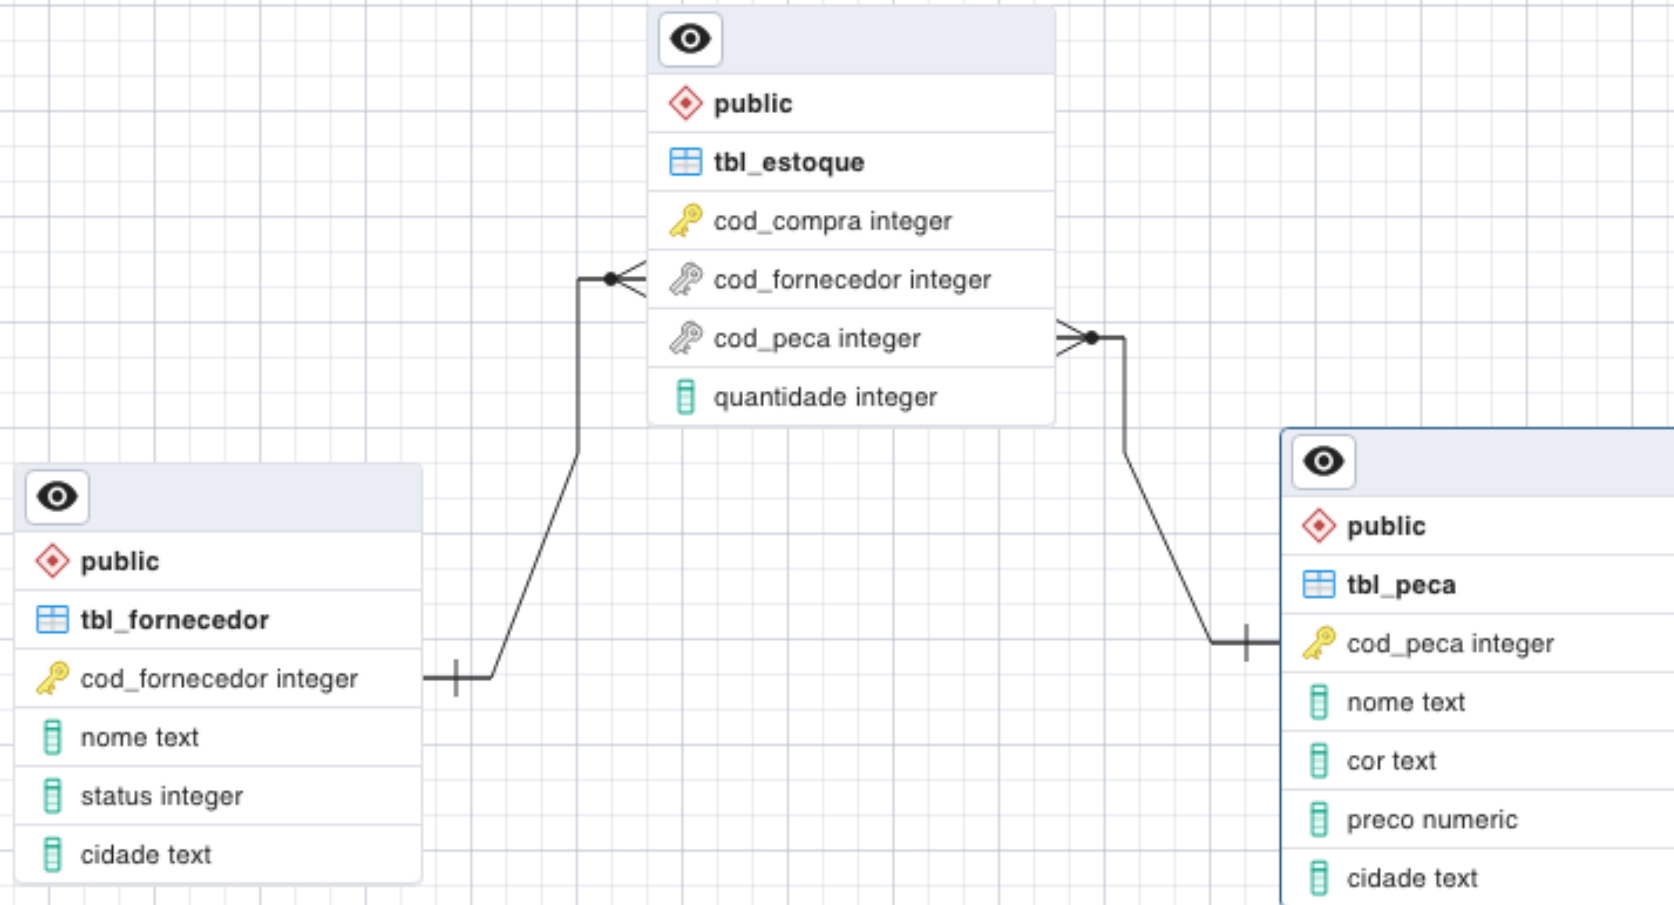 public
tbl_estoque
cod_compra integer
cod_fornecedor integer
cod_peca integer
quantidade integer
public
tbl_fornecedor
cod_fornecedor integer
nome text
status integer
cidade text
public
tbl_peca
cod_peca integer
nome text
cor text
preco numeric
cidade text